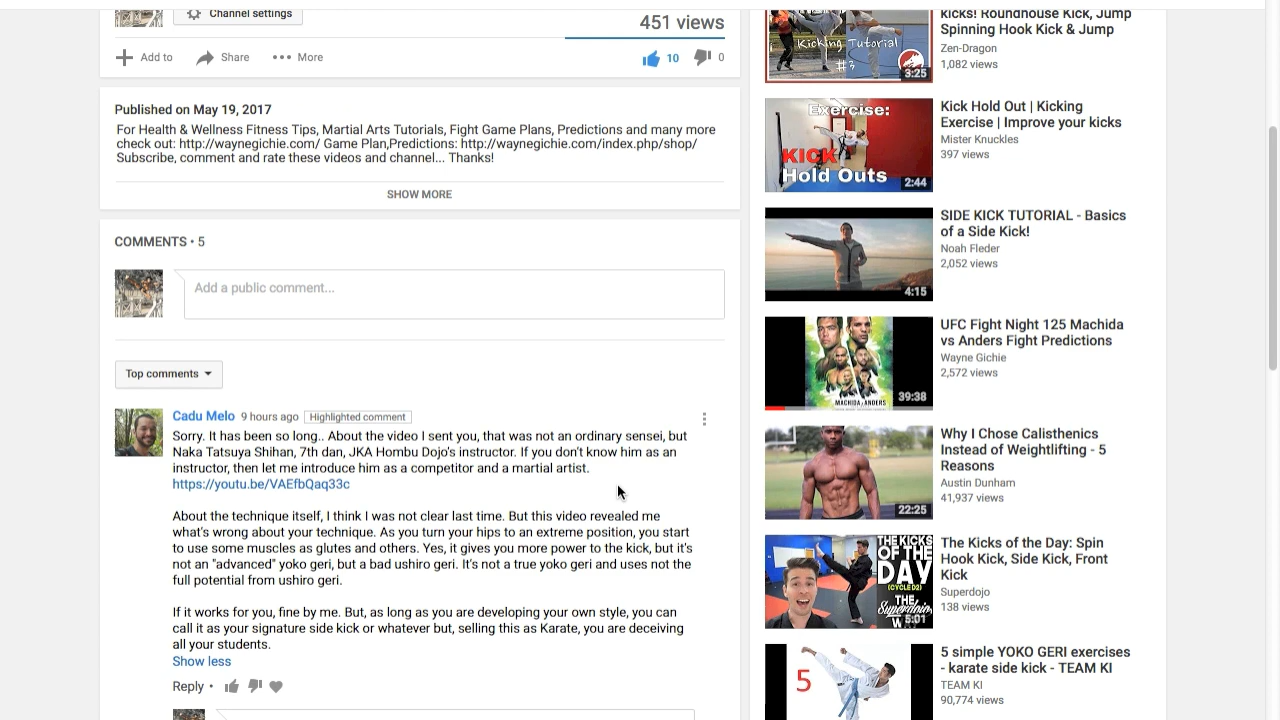 Channel settings
451 views
Add to
Share
More
10
0
Published on May 19, 2017
For Health & Wellness Fitness Tips, Martial Arts Tutorials, Fight Game Plans, Predictions and many more
check out: http://waynegichie.com/ Game Plan,Predictions: http://waynegichie.com/index.php/shop/
Subscribe, comment and rate these videos and channel... Thanks!
SHOW MORE
COMMENTS • 5
Add a public comment...
Top comments
Cadu Melo 9 hours ago Highlighted comment
Sorry. It has been so long.. About the video I sent you, that was not an ordinary sensei, but
Naka Tatsuya Shihan, 7th dan, JKA Hombu Dojo's instructor. If you don't know him as an
instructor, then let me introduce him as a competitor and a martial artist.
https://youtu.be/VAEfbQaq33c
About the technique itself, I think I was not clear last time. But this video revealed me
what's wrong about your technique. As you turn your hips to an extreme position, you start
to use some muscles as glutes and others. Yes, it gives you more power to the kick, but it's
not an "advanced" yoko geri, but a bad ushiro geri. It's not a true yoko geri and uses not the
full potential from ushiro geri.
If it works for you, fine by me. But, as long as you are developing your own style, you can
call it as your signature side kick or whatever but, selling this as Karate, you are deceiving
all your students.
Show less
Reply •
Kicking Tutorial
#3
3:25
kicks! Roundhouse Kick, Jump
Spinning Hook Kick & Jump
Zen-Dragon
1,082 views
Exercise:
KICK
Hold Outs
2:44
Kick Hold Out | Kicking
Exercise | Improve your kicks
Mister Knuckles
397 views
4:15
SIDE KICK TUTORIAL - Basics
of a Side Kick!
Noah Fleder
2,052 views
MACHIDA ANDERS
39:38
UFC Fight Night 125 Machida
vs Anders Fight Predictions
Wayne Gichie
2,572 views
22:25
Why I Chose Calisthenics
Instead of Weightlifting - 5
Reasons
Austin Dunham
41,937 views
THE KICKS
OF THE
DAY
(CYCLE D2)
THE
Superdojo
5:01
The Kicks of the Day: Spin
Hook Kick, Side Kick, Front
Kick
Superdojo
138 views
5
5 simple YOKO GERI exercises
- karate side kick - TEAM KI
TEAM KI
90,774 views